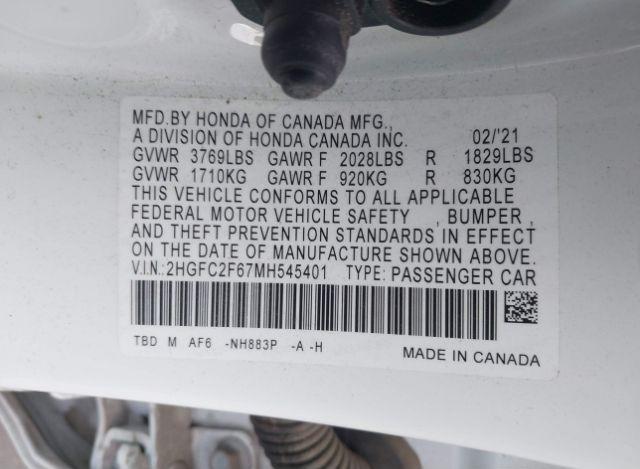 MFD.BY HONDA OF CANADA MFG.,
A DIVISION OF HONDA CANADA INC. 02/'21
GVWR 3769LBS GAWR F 2028LBS R 1829LBS
GVWR 1710KG GAWR F 920KG R 830KG
THIS VEHICLE CONFORMS TO ALL APPLICABLE
FEDERAL MOTOR VEHICLE SAFETY , BUMPER ,
AND THEFT PREVENTION STANDARDS IN EFFECT
ON THE DATE OF MANUFACTURE SHOWN ABOVE.
V.I.N.:2HGFC2F67MH545401 TYPE: PASSENGER CAR
TBD M AF6 -NH883P -A -H MADE IN CANADA